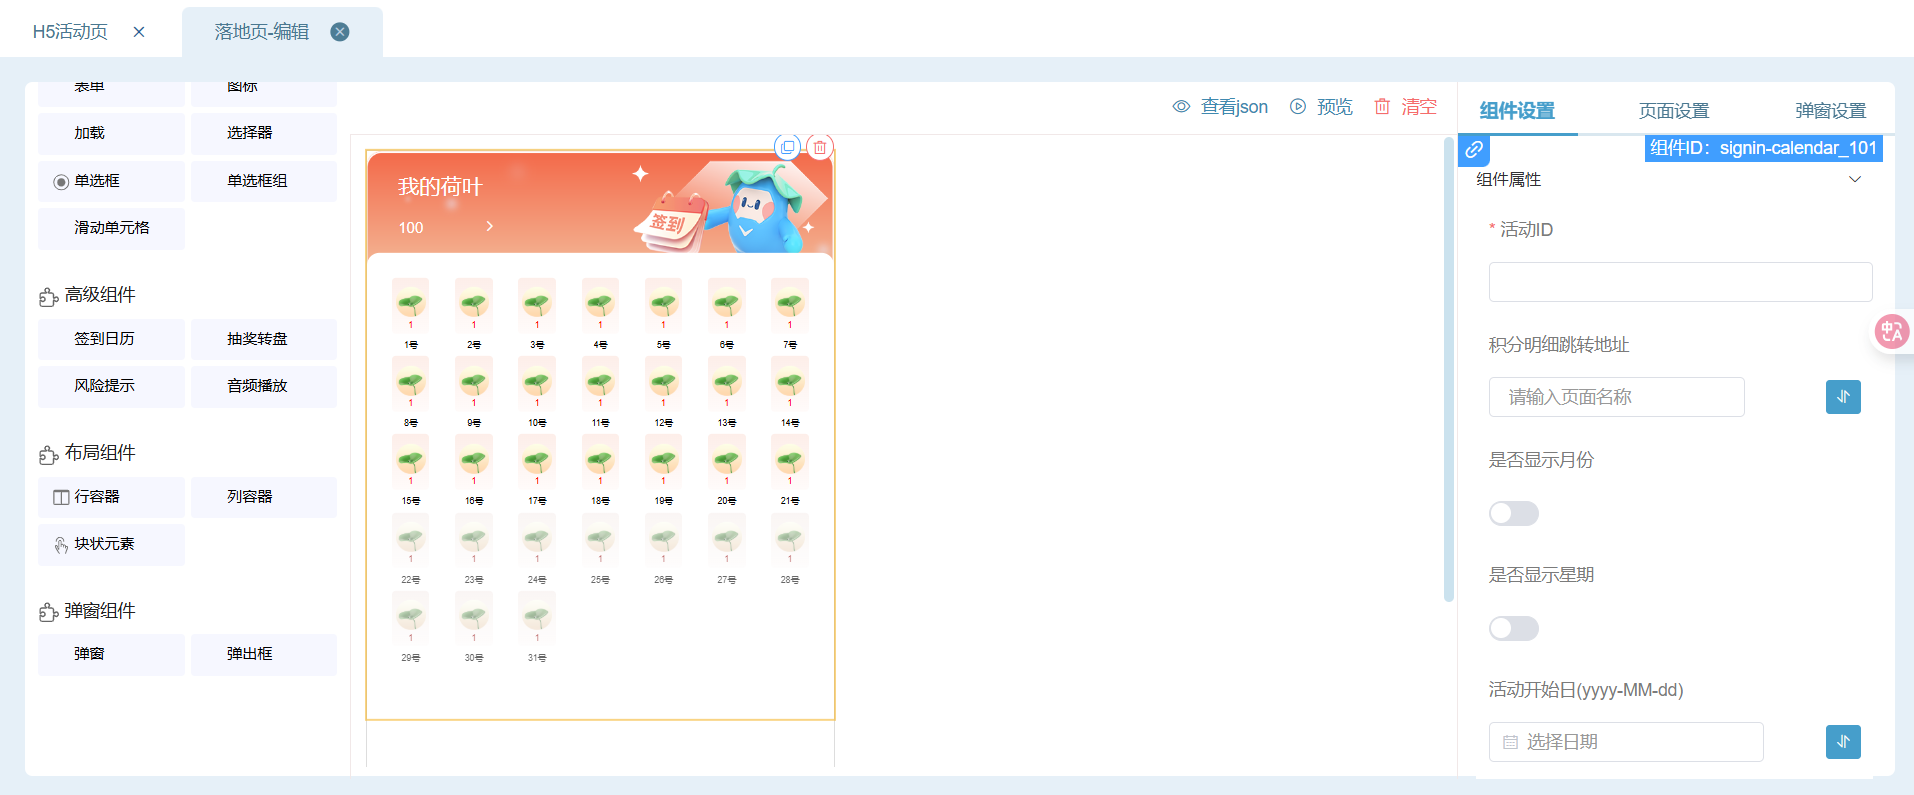 H5活动页
落地页-编辑
表单 图标
加载 选择器
单选框 单选框组
滑动单元格
高级组件
签到日历 抽奖转盘
风险提示 音频播放
布局组件
行容器 列容器
块状元素
弹窗组件
弹窗 弹出框
查看json 预览 清空
我的荷叶
100
签到
1 1 1 1 1 1 1
1号 2号 3号 4号 5号 6号 7号
1 1 1 1 1 1 1
8号 9号 10号 11号 12号 13号 14号
1 1 1 1 1 1 1
15号 16号 17号 18号 19号 20号 21号
1 1 1 1 1 1 1
22号 23号 24号 25号 26号 27号 28号
1 1 1
29号 30号 31号
组件设置 页面设置 弹窗设置
组件ID：signin-calendar_101
组件属性
* 活动ID
积分明细跳转地址
请输入页面名称
是否显示月份
是否显示星期
活动开始日(yyyy-MM-dd)
选择日期
中A